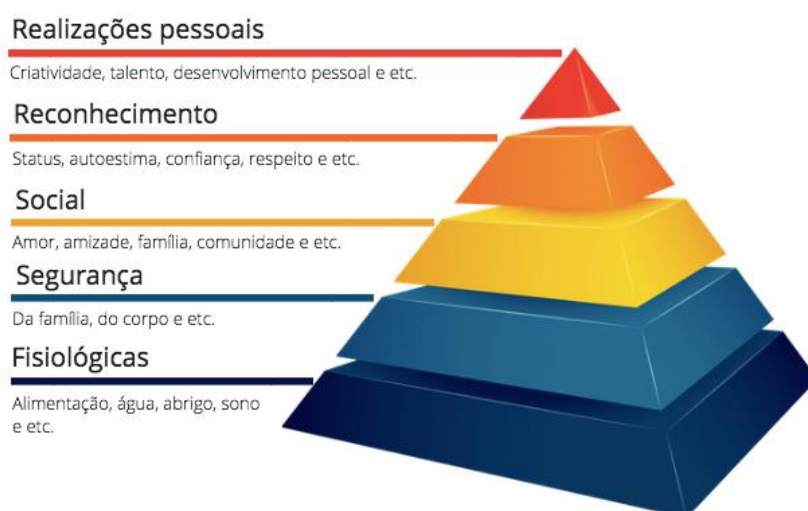 Realizações pessoais
Criatividade, talento, desenvolvimento pessoal e etc.
Reconhecimento
Status, autoestima, confiança, respeito e etc.
Social
Amor, amizade, família, comunidade e etc.
Segurança
Da família, do corpo e etc.
Fisiológicas
Alimentação, água, abrigo, sono
e etc.